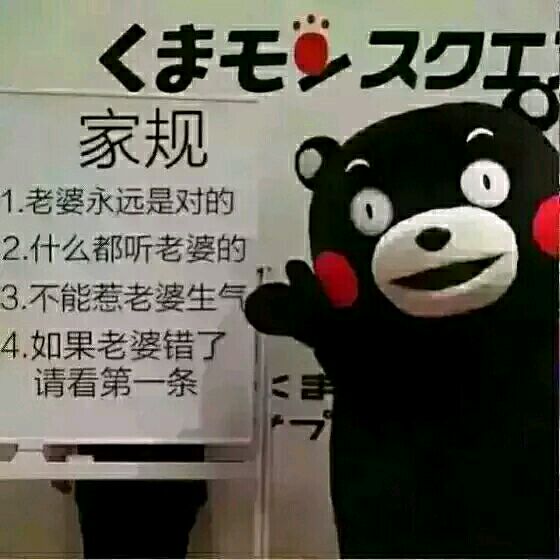 くまモンスクエア
家规
1.老婆永远是对的
2.什么都听老婆的
3.不能惹老婆生气
4.如果老婆错了
请看第一条
くま